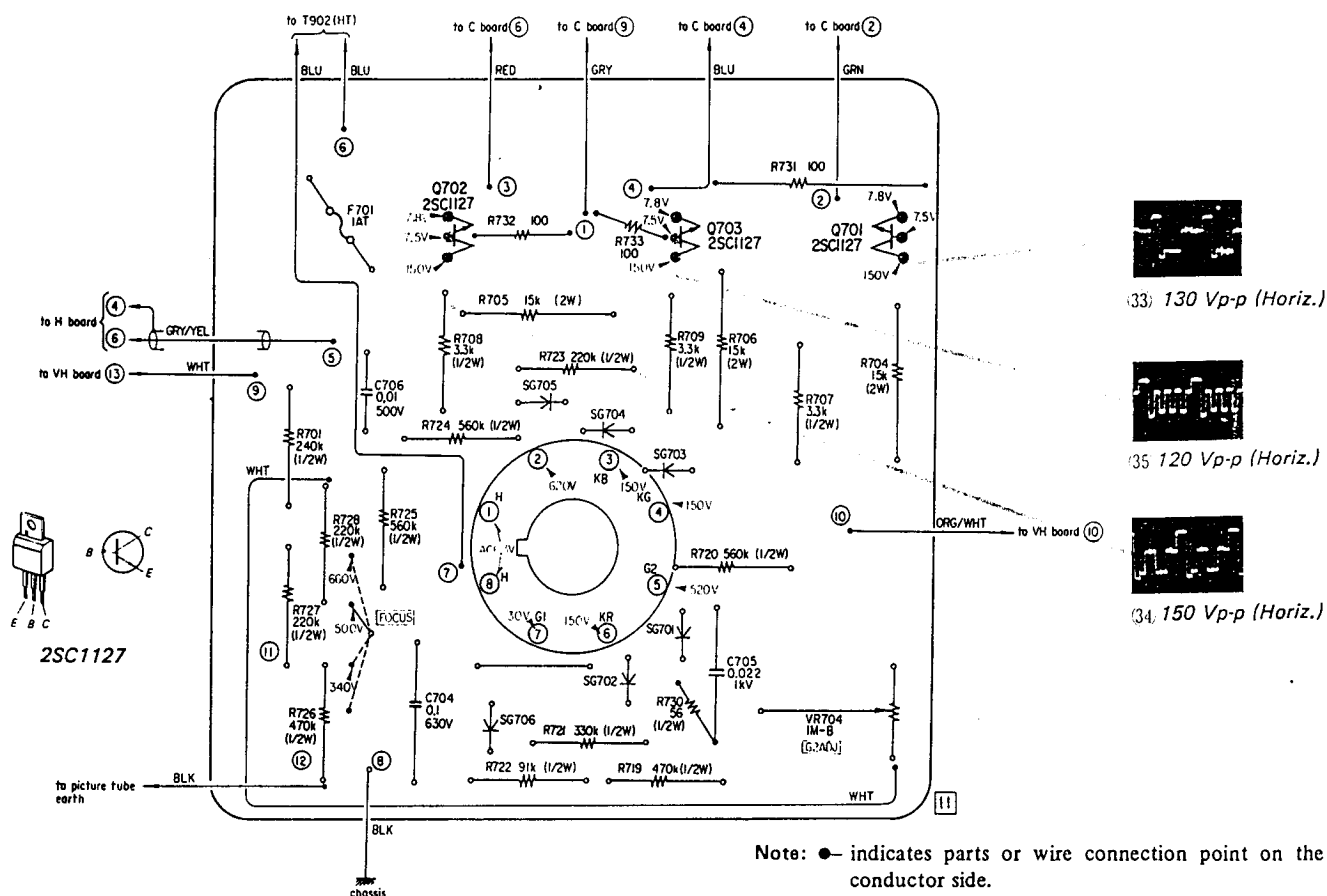 to T902(HT)
to C board ⑥
to C board ⑨
to C board ④
to C board ②
BLU
BLU
RED
GRY
BLU
GRN
⑥
F701
1AT
Q702
2SC1127
③
7.5V
150V
R732 100
①
④
7.8V
7.5V
R733
100
150V
Q703
2SC1127
R731 100
②
7.8V
7.5V
Q701
2SC1127
150V
(33) 130 Vp-p (Horiz.)
to H board
④
⑥
GRY/YEL
⑤
to VH board ⑬
WHT
⑨
C706
0.01
500V
R705 15k (2W)
R708
3.3k
(1/2W)
R723 220k (1/2W)
SG705
R709
3.3k
(1/2W)
R706
15k
(2W)
R707
3.3k
(1/2W)
R704
15k
(2W)
R701
240k
(1/2W)
R724 560k (1/2W)
SG704
SG703
(35) 120 Vp-p (Horiz.)
WHT
R728
220k
(1/2W)
R725
560k
(1/2W)
②
620V
③
KB
150V
KG
④
150V
①
H
⑧
H
⑦
R720 560k (1/2W)
G2
⑤
520V
⑩
ORG/WHT
to VH board ⑩
B
C
E
E B C
2SC1127
R727
220k
(1/2W)
⑪
660V
500V
340V
FOCUS
30V
G1
⑦
150V
KR
⑥
SG701
SG702
C705
0.022
1kV
(34) 150 Vp-p (Horiz.)
R726
470k
(1/2W)
⑫
C704
0.1
630V
SG706
R721 330k (1/2W)
R730
56
(1/2W)
VR704
1M-B
G2ADJ
⑧
R722 91k (1/2W)
R719 470k(1/2W)
to picture tube
earth
BLK
WHT
11
BLK
chassis
Note: ●– indicates parts or wire connection point on the
conductor side.